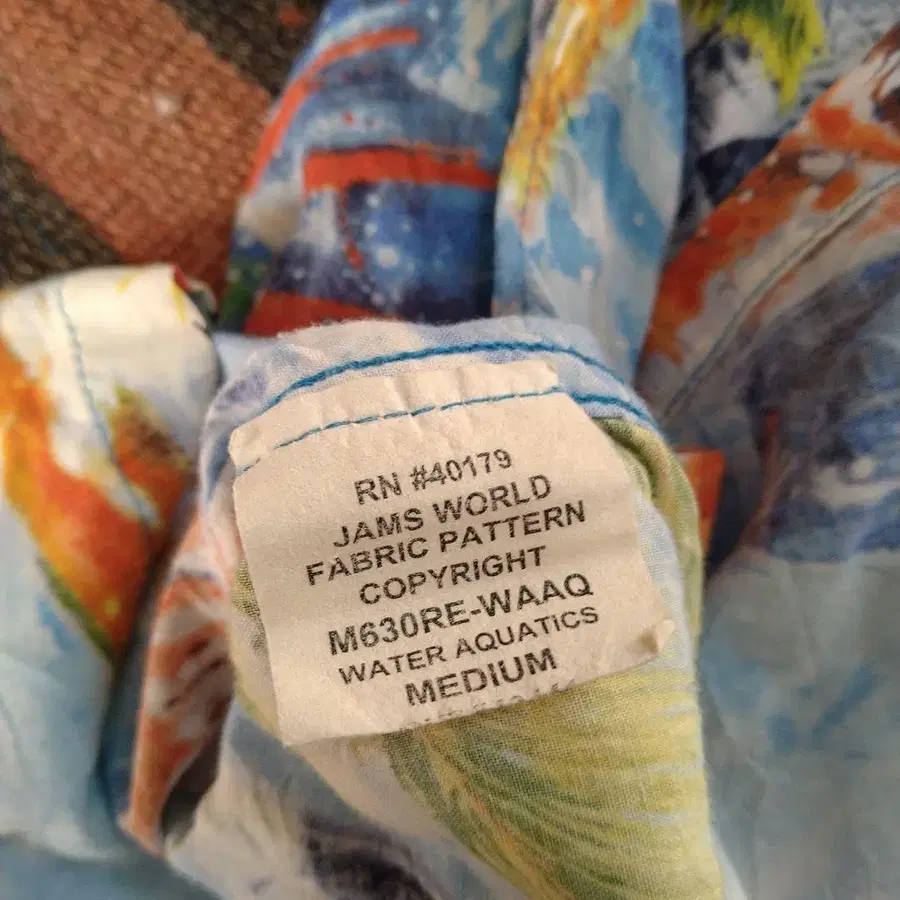 RN #40179
JAMS WORLD
FABRIC PATTERN
COPYRIGHT
M630RE-WAAQ
WATER AQUATICS
MEDIUM